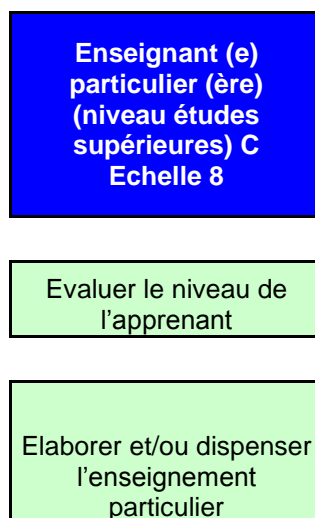 Enseignant (e)
particulier (ère)
(niveau études
supérieures) C
Echelle 8
Evaluer le niveau de
l'apprenant
Elaborer et/ou dispenser
l'enseignement
particulier